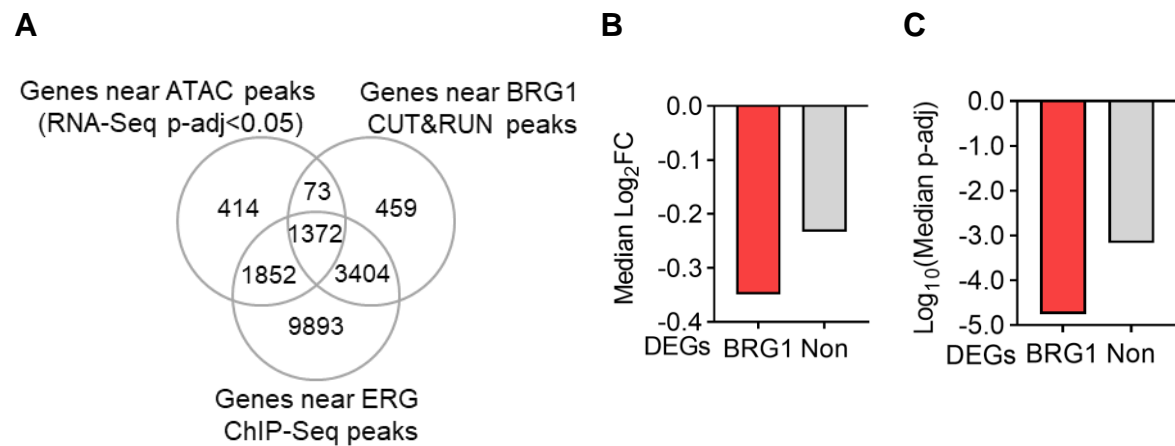 A
Genes near ATAC peaks
(RNA-Seq p-adj<0.05)
Genes near BRG1
CUT&RUN peaks
414
73
459
1372
1852
3404
9893
Genes near ERG
ChIP-Seq peaks
B
Median Log₂FC
0.0
-0.1
-0.2
-0.3
-0.4
DEGs BRG1 Non
C
Log₁₀(Median p-adj)
0.0
-1.0
-2.0
-3.0
-4.0
-5.0
DEGs BRG1 Non